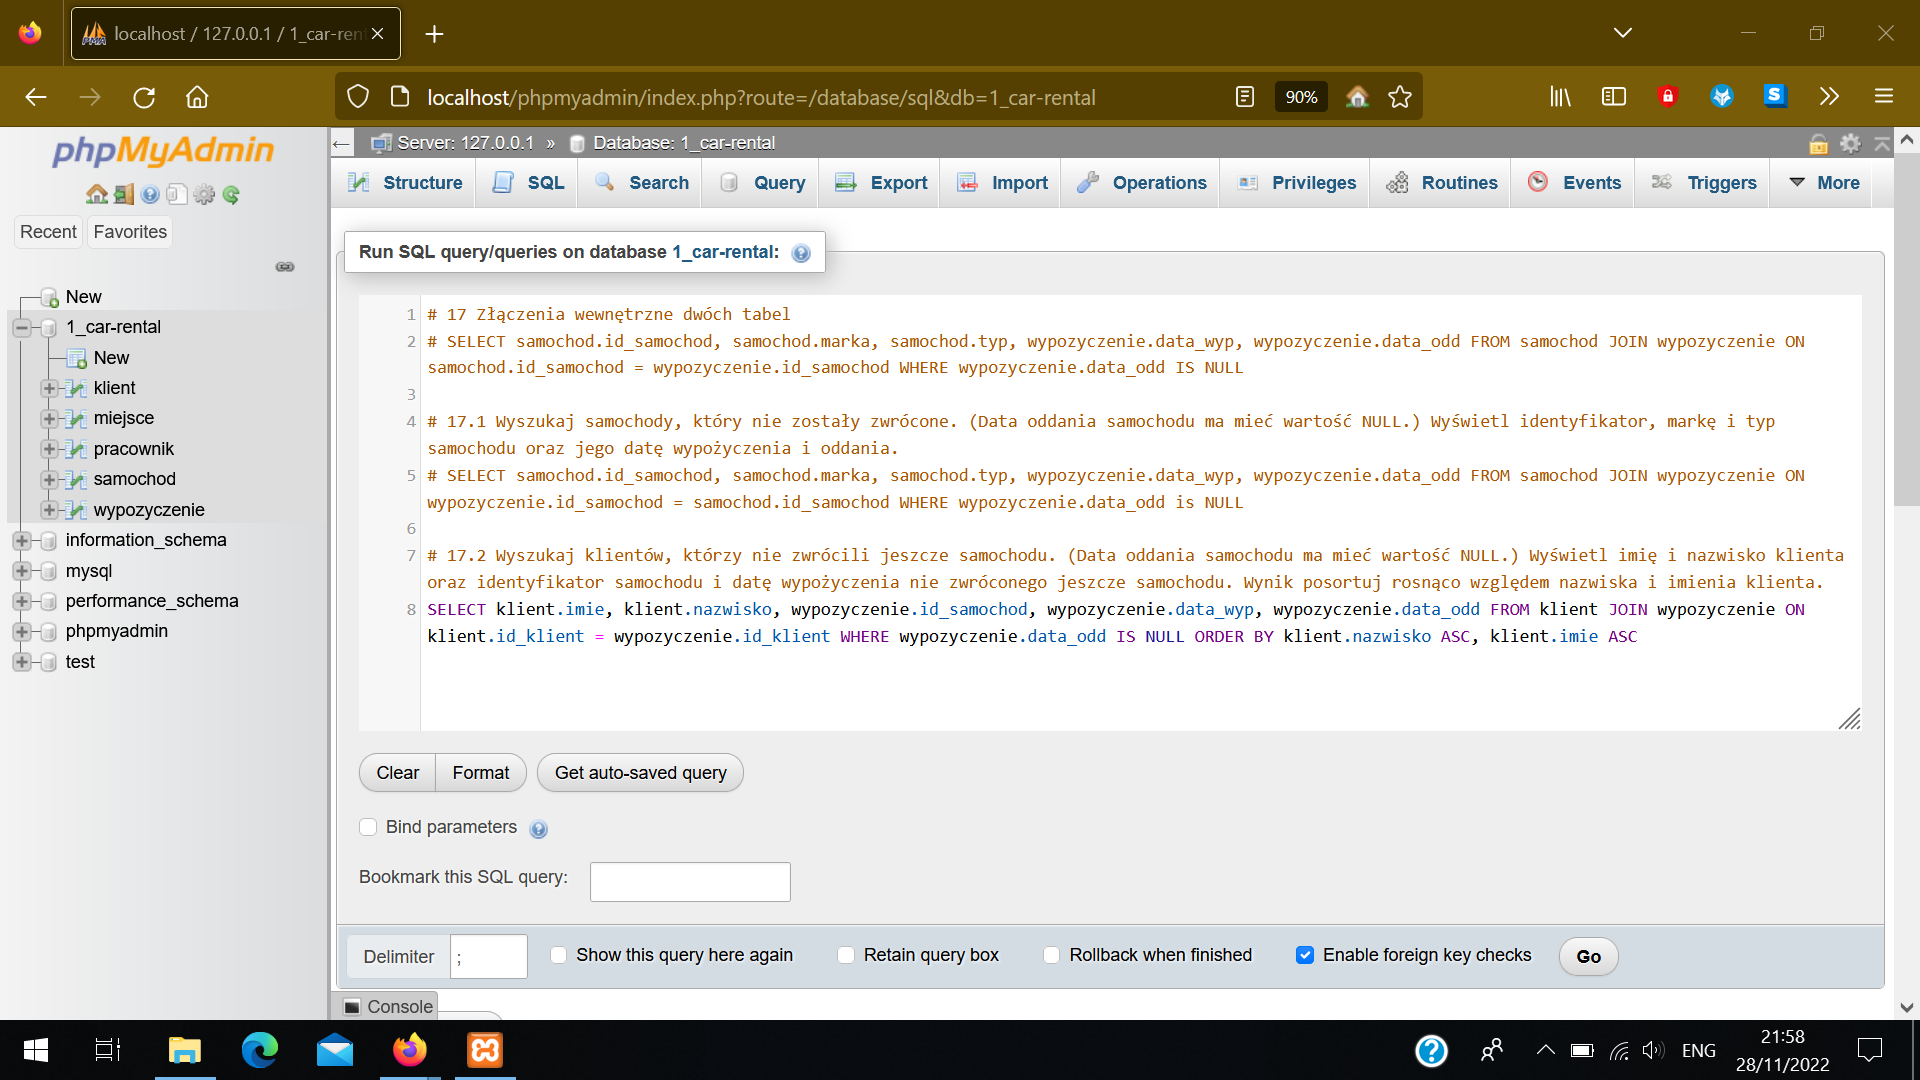 localhost / 127.0.0.1 / 1_car-ren
localhost/phpmyadmin/index.php?route=/database/sql&db=1_car-rental
90%
phpMyAdmin
Recent
Favorites
New
1_car-rental
New
klient
miejsce
pracownik
samochod
wypozyczenie
information_schema
mysql
performance_schema
phpmyadmin
test
Server: 127.0.0.1 » Database: 1_car-rental
Structure SQL Search Query Export Import Operations Privileges Routines Events Triggers More
Run SQL query/queries on database 1_car-rental:
1 # 17 Złączenia wewnętrzne dwóch tabel
2 # SELECT samochod.id_samochod, samochod.marka, samochod.typ, wypozyczenie.data_wyp, wypozyczenie.data_odd FROM samochod JOIN wypozyczenie ON
samochod.id_samochod = wypozyczenie.id_samochod WHERE wypozyczenie.data_odd IS NULL
3
4 # 17.1 Wyszukaj samochody, który nie zostały zwrócone. (Data oddania samochodu ma mieć wartość NULL.) Wyświetl identyfikator, markę i typ
samochodu oraz jego datę wypożyczenia i oddania.
5 # SELECT samochod.id_samochod, samochod.marka, samochod.typ, wypozyczenie.data_wyp, wypozyczenie.data_odd FROM samochod JOIN wypozyczenie ON
wypozyczenie.id_samochod = samochod.id_samochod WHERE wypozyczenie.data_odd is NULL
6
7 # 17.2 Wyszukaj klientów, którzy nie zwrócili jeszcze samochodu. (Data oddania samochodu ma mieć wartość NULL.) Wyświetl imię i nazwisko klienta
oraz identyfikator samochodu i datę wypożyczenia nie zwróconego jeszcze samochodu. Wynik posortuj rosnąco względem nazwiska i imienia klienta.
8 SELECT klient.imie, klient.nazwisko, wypozyczenie.id_samochod, wypozyczenie.data_wyp, wypozyczenie.data_odd FROM klient JOIN wypozyczenie ON
klient.id_klient = wypozyczenie.id_klient WHERE wypozyczenie.data_odd IS NULL ORDER BY klient.nazwisko ASC, klient.imie ASC
Clear Format Get auto-saved query
Bind parameters
Bookmark this SQL query:
Delimiter ; Show this query here again Retain query box Rollback when finished Enable foreign key checks Go
Console
ENG
21:58
28/11/2022